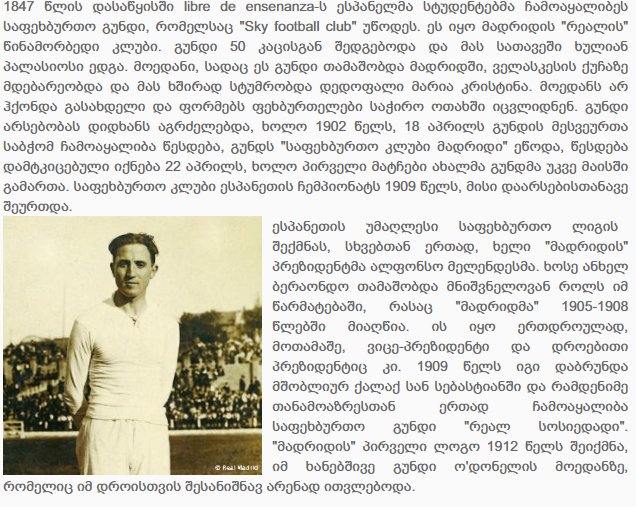 1847 წლის დასაწყისში libre de ensenanza-ს ესპანელმა სტუდენტებმა ჩამოაყალიბეს
საფეხბურთო გუნდი, რომელსაც "Sky football club" უწოდეს. ეს იყო მადრიდის "რეალის"
წინამორბედი კლუბი. გუნდი 50 კაცისგან შედგებოდა და მას სათავეში ხულიან
პალასიოსი ედგა. მოედანი, სადაც ეს გუნდი თამაშობდა მადრიდში, ველასკესის ქუჩაზე
მდებარეობდა და მას ხშირად სტუმრობდა დედოფალი მარია კრისტინა. მოედანს არ
ჰქონდა გასახდელი და ფორმებს ფეხბურთელები საჭირო ოთახში იცვლიდნენ. გუნდი
არსებობას დიდხანს აგრძელებდა, ხოლო 1902 წელს, 18 აპრილს გუნდის მესვეურთა
საბჭომ ჩამოაყალიბა წესდება, გუნდს "საფეხბურთო კლუბი მადრიდი" ეწოდა, წესდება
დამტკიცებული იქნება 22 აპრილს, ხოლო პირველი მატჩები ახალმა გუნდმა უკვე მაისში
გამართა. საფეხბურთო კლუბი ესპანეთის ჩემპიონატს 1909 წელს, მისი დაარსებისთანავე
შეურთდა.
ესპანეთის უმაღლესი საფეხბურთო ლიგის
შექმნას, სხვებთან ერთად, ხელი "მადრიდის"
პრეზიდენტმა ალფონსო მელენდესმა. ხოსე ანხელ
ბერაონდო თამაშობდა მნიშვნელოვან როლს იმ
წარმატებაში, რასაც "მადრიდმა" 1905-1908
წლებში მიაღწია. ის იყო ერთდროულად,
მოთამაშე, ვიცე-პრეზიდენტი და დროებითი
პრეზიდენტიც კი. 1909 წელს იგი დაბრუნდა
მშობლიურ ქალაქ სან სებასტიანში და რამდენიმე
თანამოაზრესთან ერთად ჩამოაყალიბა
საფეხბურთო გუნდი "რეალ სოსიედადი".
"მადრიდის" პირველი ლოგო 1912 წელს შეიქმნა,
იმ ხანებშივე გუნდი ო'დონელის მოედანზე,
რომელიც იმ დროისთვის შესანიშნავ არენად ითვლებოდა.
© Real Madrid